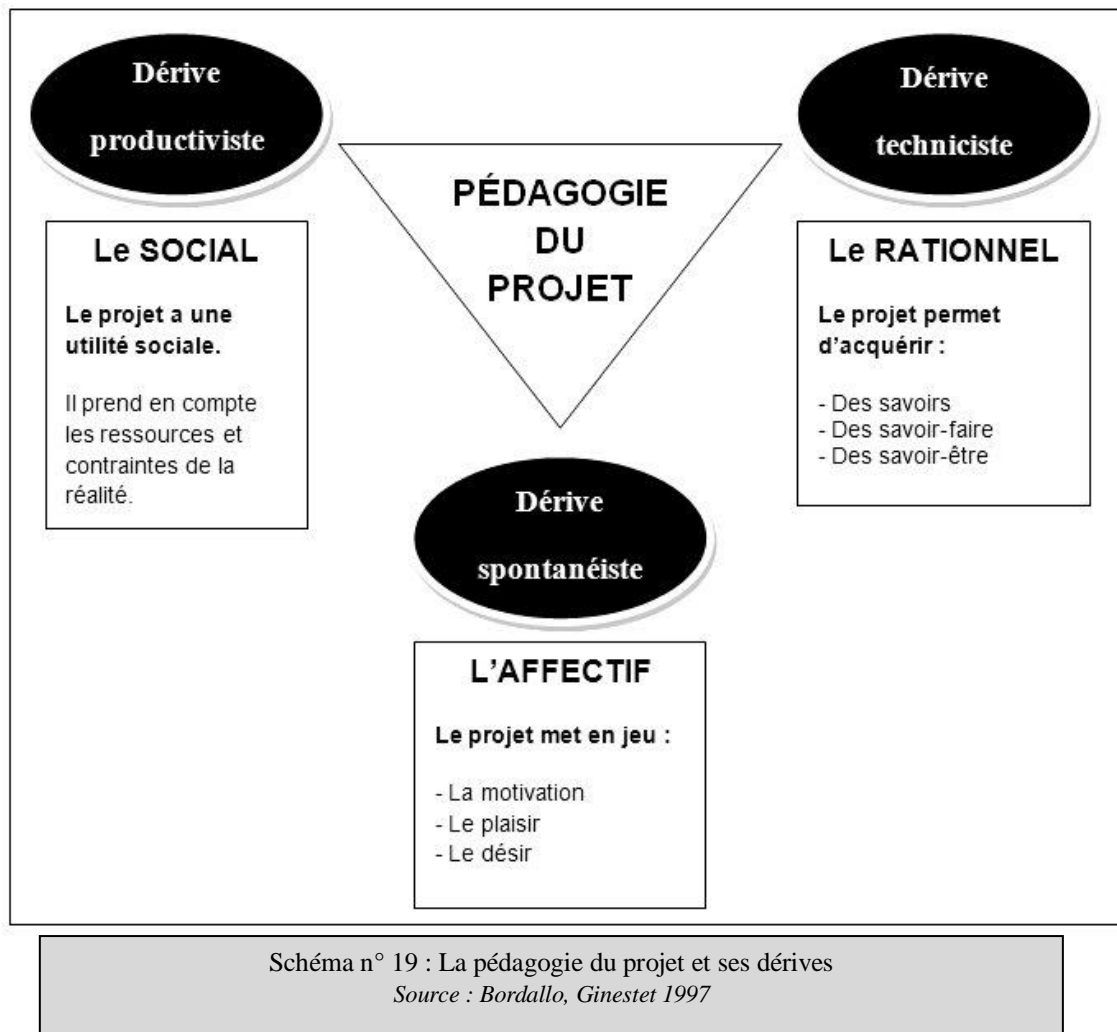 Dérive
productiviste
Dérive
techniciste
PÉDAGOGIE
DU
PROJET
Le SOCIAL
Le projet a une
utilité sociale.
Il prend en compte
les ressources et
contraintes de la
réalité.
Le RATIONNEL
Le projet permet
d'acquérir :
- Des savoirs
- Des savoir-faire
- Des savoir-être
Dérive
spontanéiste
L'AFFECTIF
Le projet met en jeu :
- La motivation
- Le plaisir
- Le désir
Schéma n° 19 : La pédagogie du projet et ses dérives
Source : Bordallo, Ginestet 1997